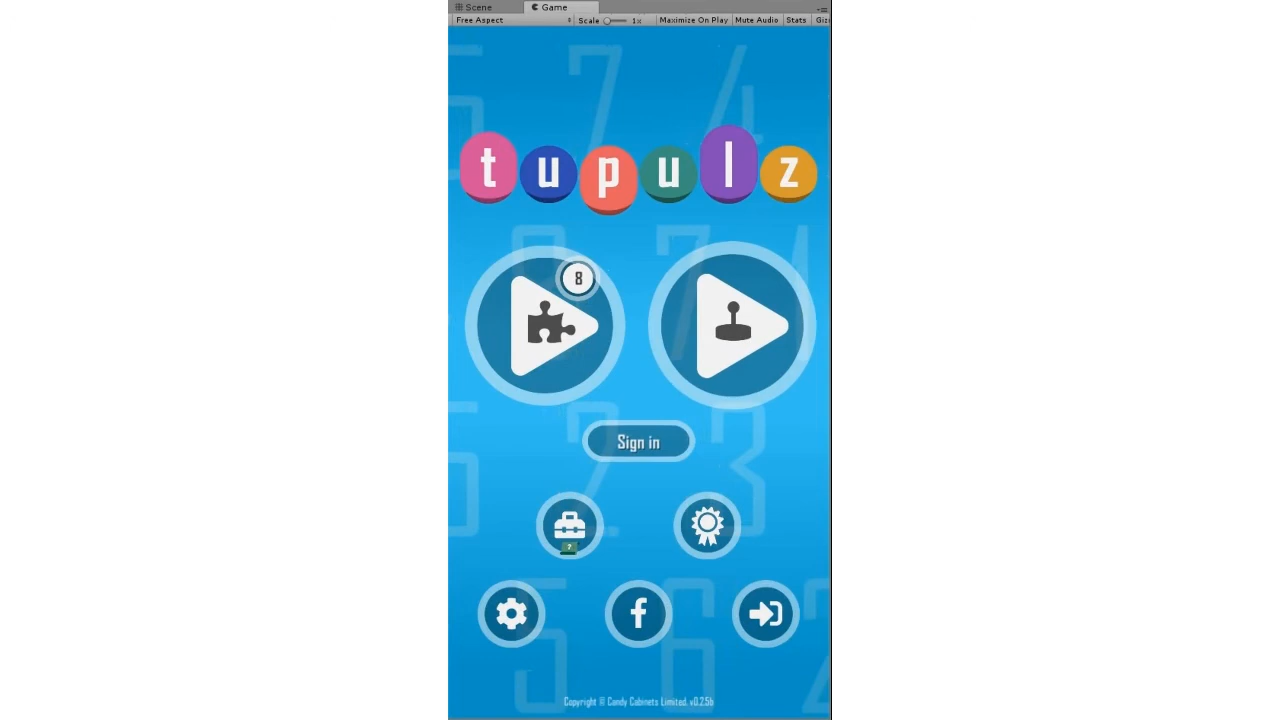 Scene Game
Free Aspect Scale 1x Maximize On Play Mute Audio Stats
tupulz
8
Sign in
?
Copyright © Candy Cabinets Limited. v0.25b